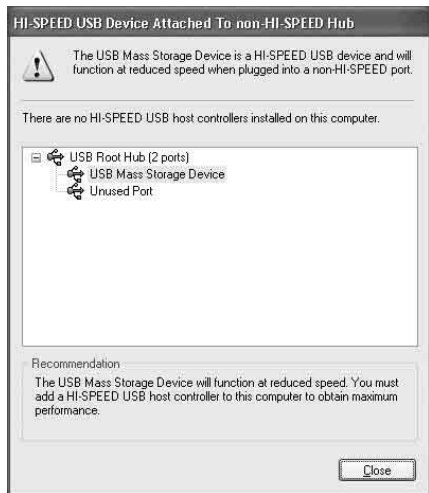 HI-SPEED USB Device Attached To non-HI-SPEED Hub
The USB Mass Storage Device is a HI-SPEED USB device and will
function at reduced speed when plugged into a non-HI-SPEED port.
There are no HI-SPEED USB host controllers installed on this computer.
USB Root Hub (2 ports)
USB Mass Storage Device
Unused Port
Recommendation
The USB Mass Storage Device will function at reduced speed. You must
add a HI-SPEED USB host controller to this computer to obtain maximum
performance.
Close